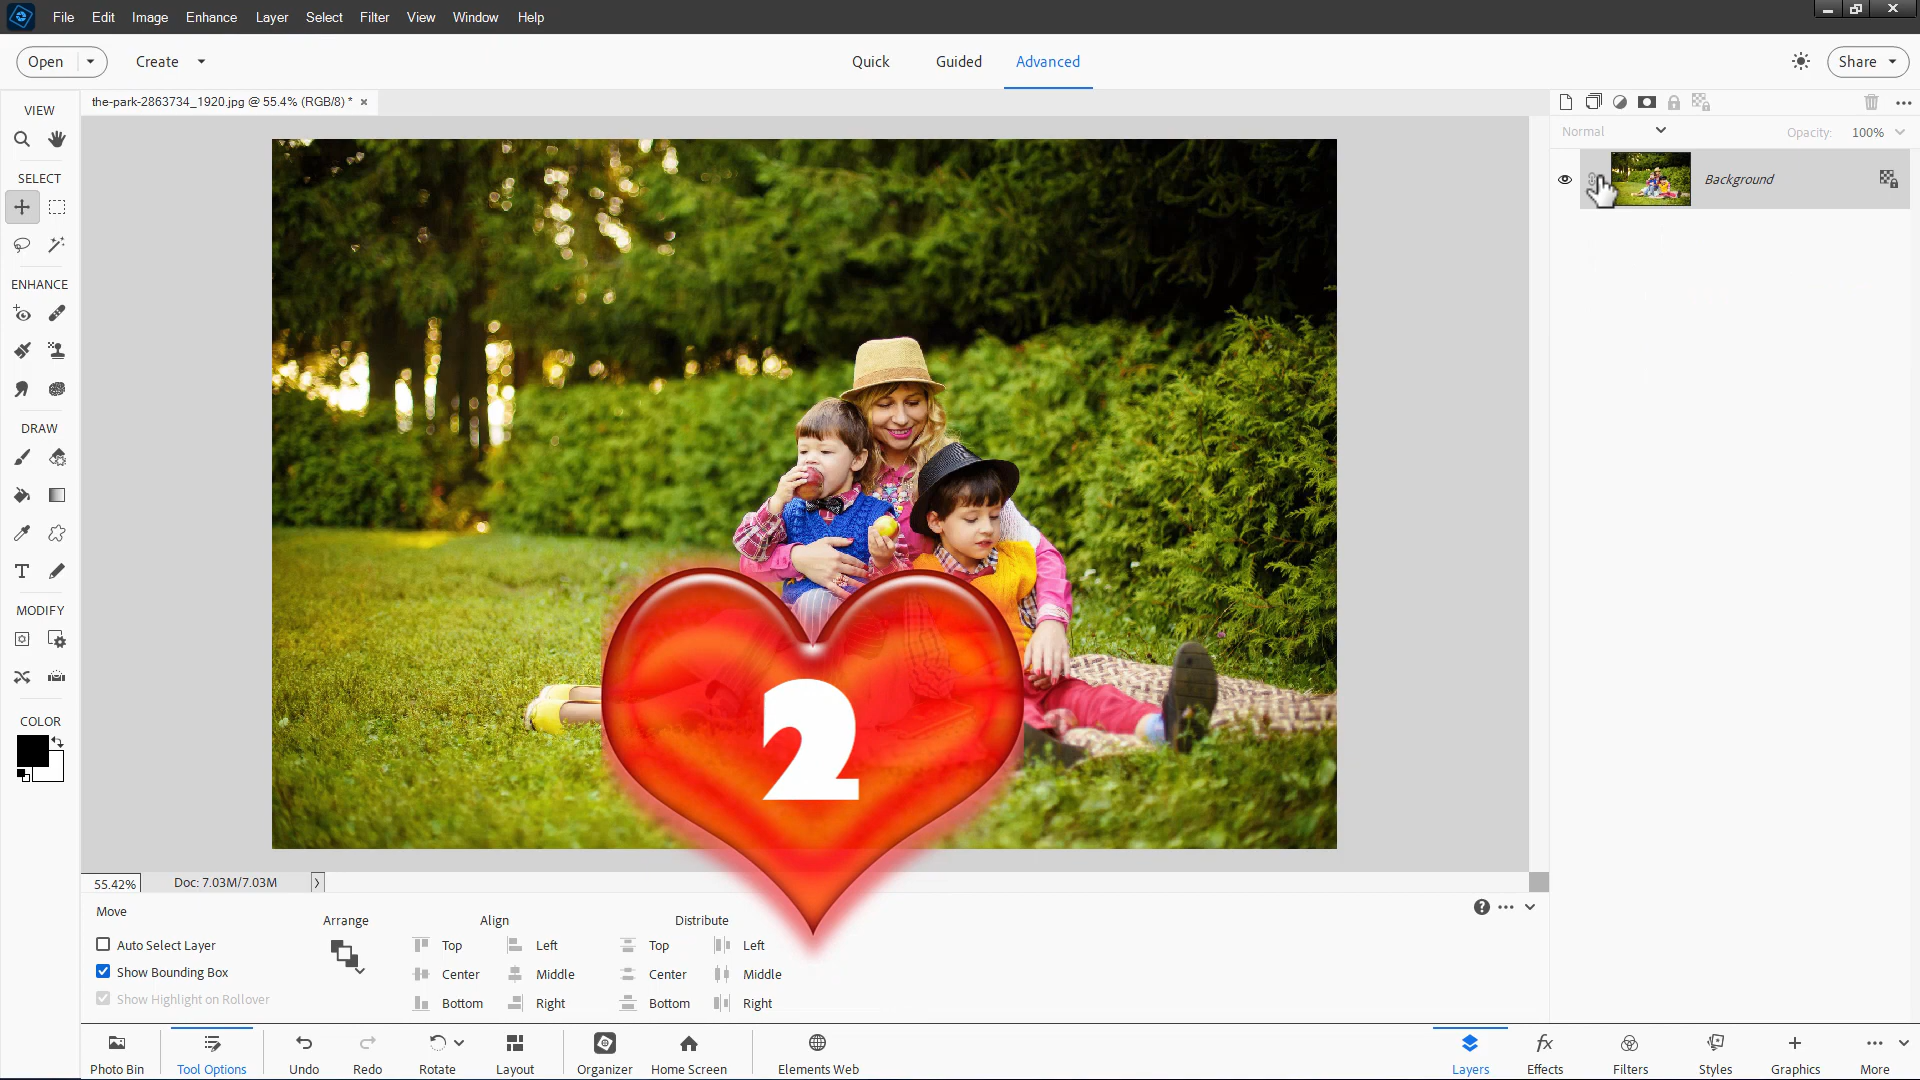 File Edit Image Enhance Layer Select Filter View Window Help
Open Create Quick Guided Advanced Share
the-park-2863734_1920.jpg @ 55.4% (RGB/8) * ×
VIEW
SELECT
ENHANCE
DRAW
T
MODIFY
COLOR
Normal Opacity: 100%
Background
2
55.42% Doc: 7.03M/7.03M
Move
Auto Select Layer
Show Bounding Box
Show Highlight on Rollover
Arrange
Align
Top Left
Center Middle
Bottom Right
Distribute
Top Left
Center Middle
Bottom Right
Photo Bin Tool Options Undo Redo Rotate Layout Organizer Home Screen Elements Web Layers fx Effects Filters Styles Graphics More